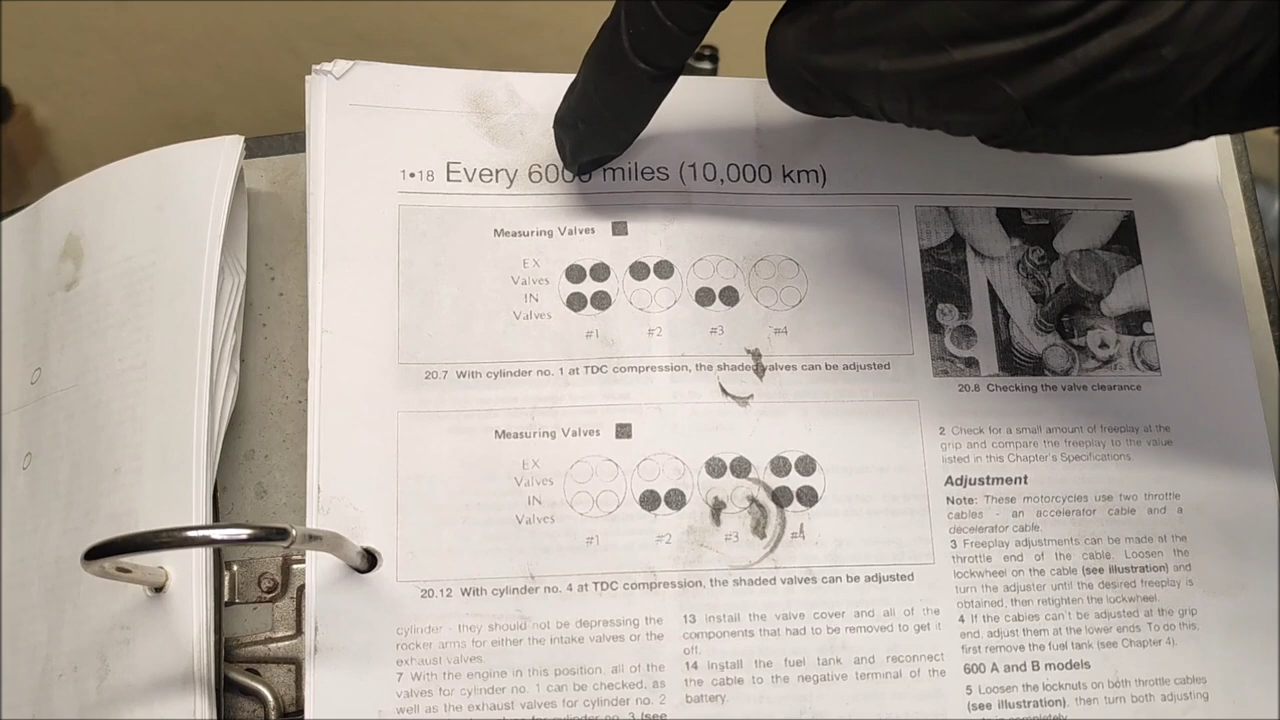 1•18 Every 6000 miles (10,000 km)
Measuring Valves
EX
Valves
IN
Valves
#1 #2 #3 #4
20.7 With cylinder no. 1 at TDC compression, the shaded valves can be adjusted
Measuring Valves
EX
Valves
IN
Valves
#1 #2 #3 #4
20.12 With cylinder no. 4 at TDC compression, the shaded valves can be adjusted
cylinder - they should not be depressing the
rocker arms for either the intake valves or the
exhaust valves.
7 With the engine in this position, all of the
valves for cylinder no. 1 can be checked, as
well as the exhaust valves for cylinder no. 2
cylinder no. 3 (see
13 Install the valve cover and all of the
components that had to be removed to get it
off.
14 Install the fuel tank and reconnect
the cable to the negative terminal of the
battery.
20.8 Checking the valve clearance
2 Check for a small amount of freeplay at the
grip and compare the freeplay to the value
listed in this Chapter's Specifications.
Adjustment
Note: These motorcycles use two throttle
cables - an accelerator cable and a
decelerator cable.
3 Freeplay adjustments can be made at the
throttle end of the cable. Loosen the
lockwheel on the cable (see illustration) and
turn the adjuster until the desired freeplay is
obtained, then retighten the lockwheel.
4 If the cables can't be adjusted at the grip
end, adjust them at the lower ends. To do this,
first remove the fuel tank (see Chapter 4).
600 A and B models
5 Loosen the locknuts on both throttle cables
(see illustration), then turn both adjusting